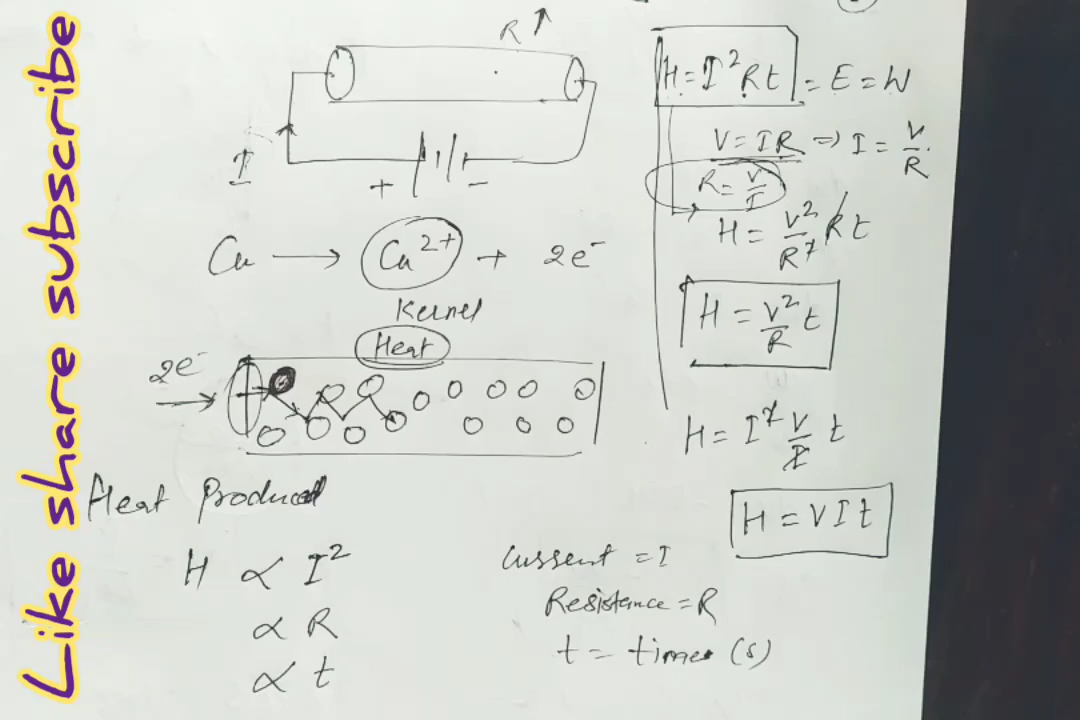 Like share subscribe
R ↑
I
+ −
Cu → Cu²⁺ + 2e⁻
Kernel
Heat
2e⁻
Heat Produced
H ∝ I²
∝ R
∝ t
H = I²Rt = E = W
V = IR ⇒ I = V/R
R = V/I
H = V²/R² Rt
H = V²/R t
H = I² V/I t
H = VIt
Current = I
Resistance = R
t = times (s)